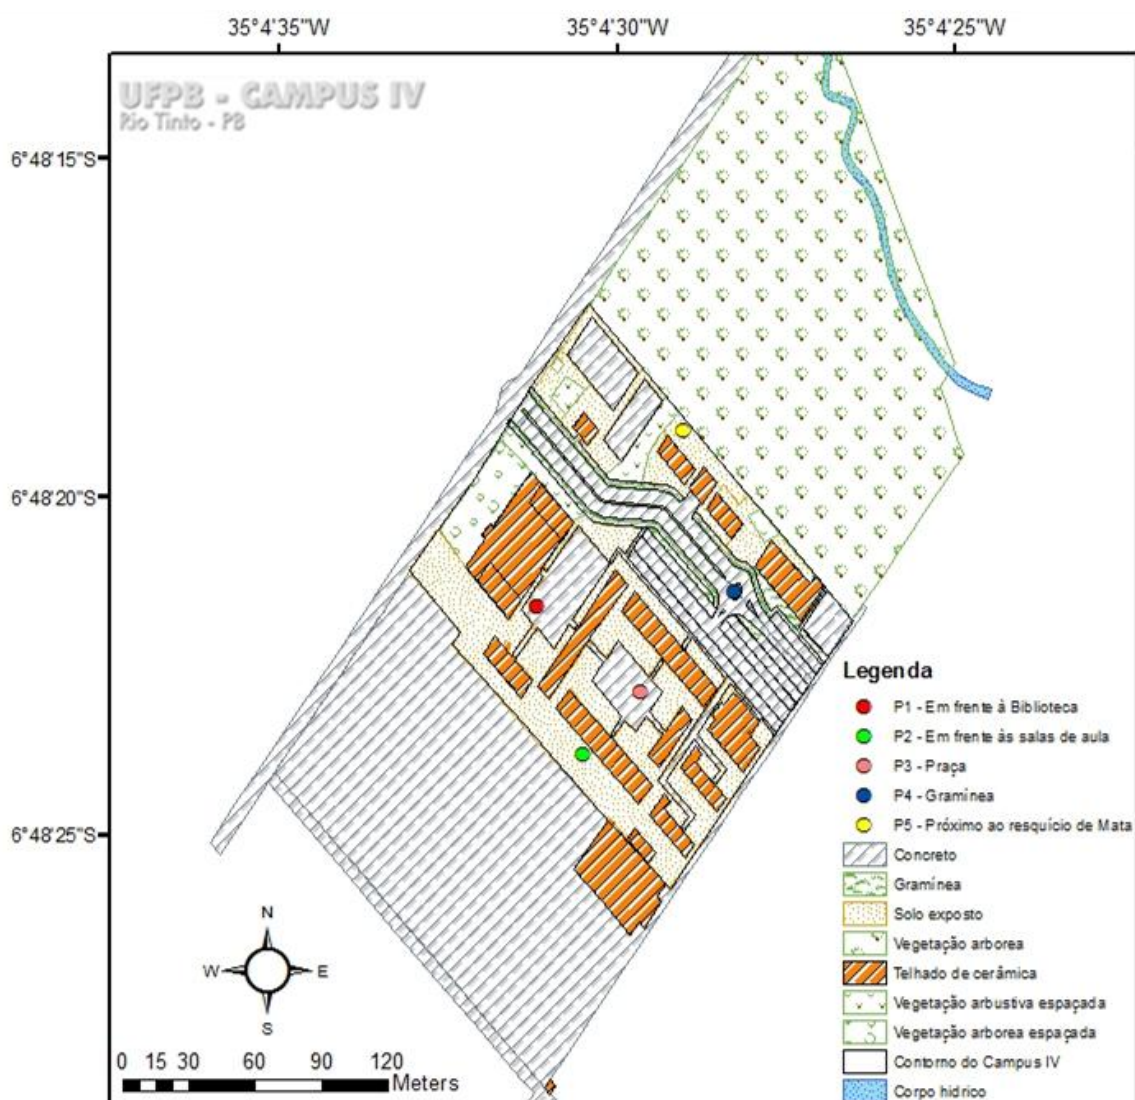 35°4'35"W 35°4'30"W 35°4'25"W
UFPB - CAMPUS IV
Rio Tinto - PB
6°48'15"S
6°48'20"S
6°48'25"S
Legenda
P1 - Em frente à Biblioteca
P2 - Em frente às salas de aula
P3 - Praça
P4 - Gramínea
P5 - Próximo ao resquício de Mata
Concreto
Gramínea
Solo exposto
Vegetação arborea
Telhado de cerâmica
Vegetação arbustiva espaçada
Vegetação arborea espaçada
Contorno do Campus IV
Corpo hídrico
N
W E
S
0 15 30 60 90 120
Meters